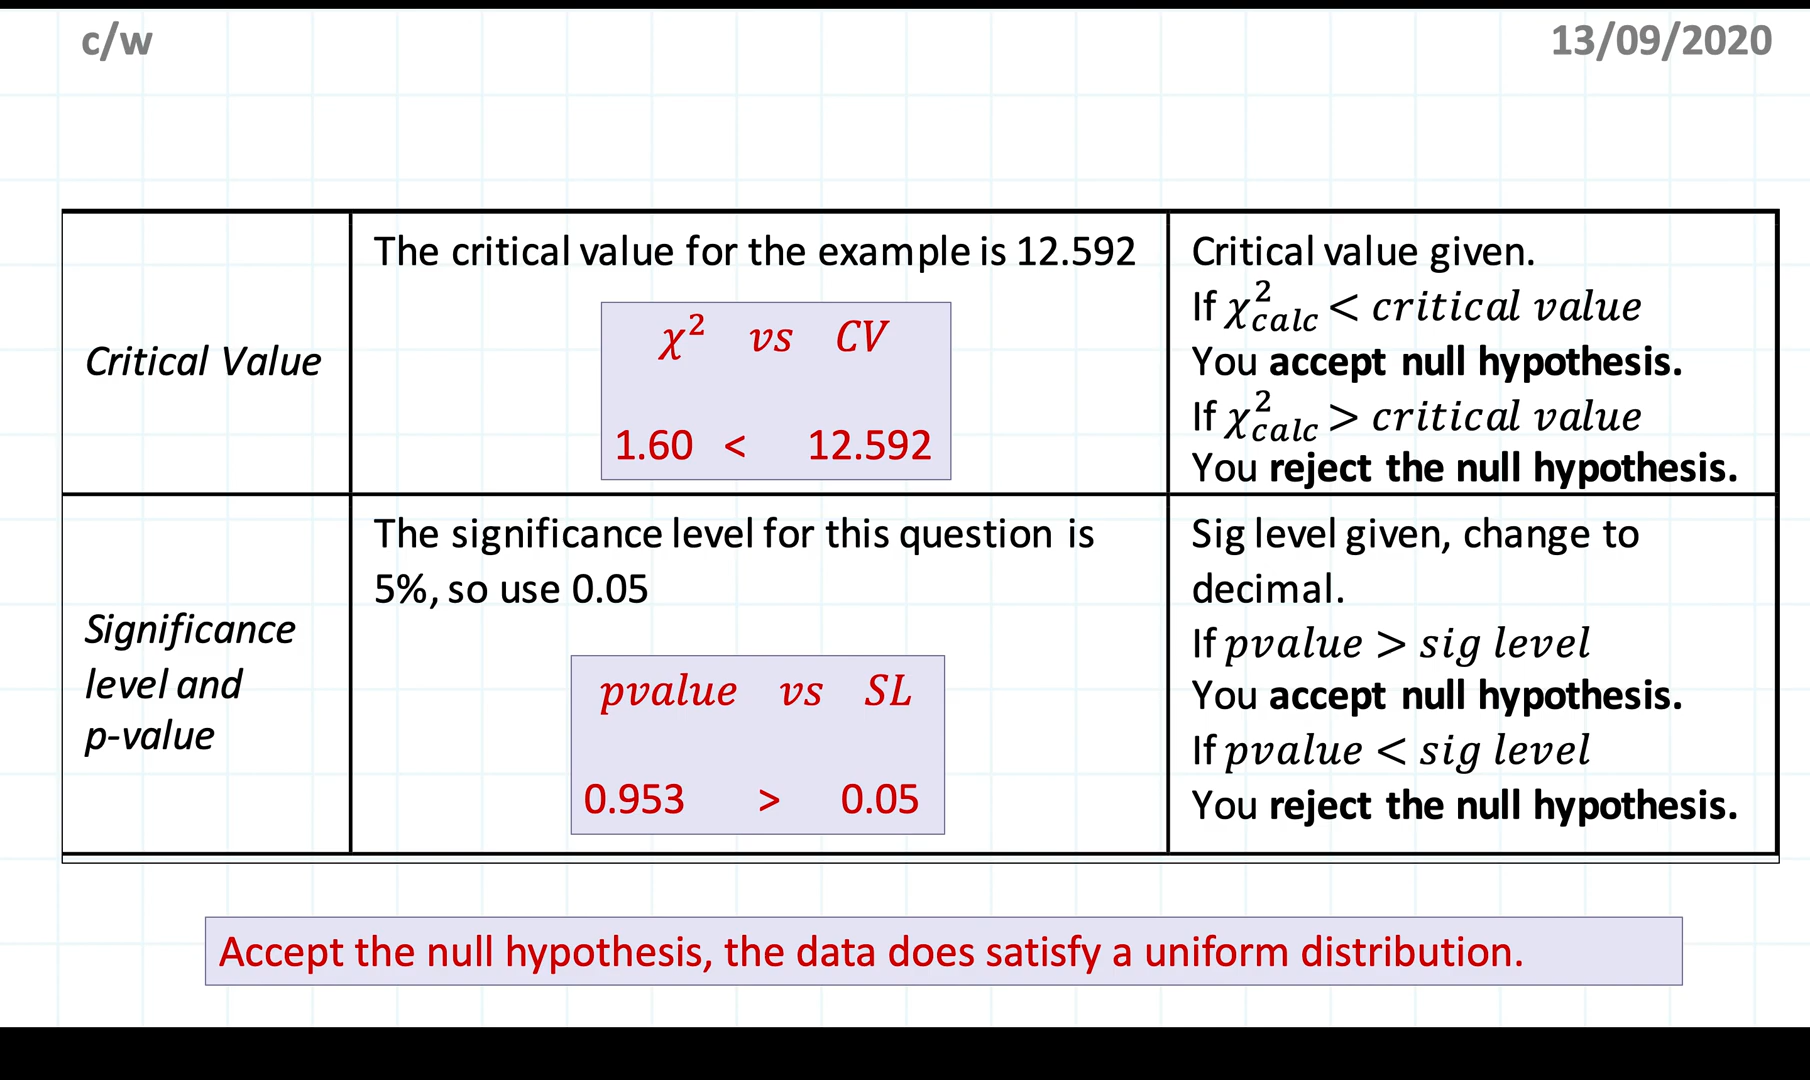 c/w
13/09/2020
Critical Value
The critical value for the example is 12.592
χ² vs CV
1.60 < 12.592
Critical value given.
If χ²calc < critical value
You accept null hypothesis.
If χ²calc > critical value
You reject the null hypothesis.
Significance
level and
p-value
The significance level for this question is
5%, so use 0.05
pvalue vs SL
0.953 > 0.05
Sig level given, change to
decimal.
If pvalue > sig level
You accept null hypothesis.
If pvalue < sig level
You reject the null hypothesis.
Accept the null hypothesis, the data does satisfy a uniform distribution.